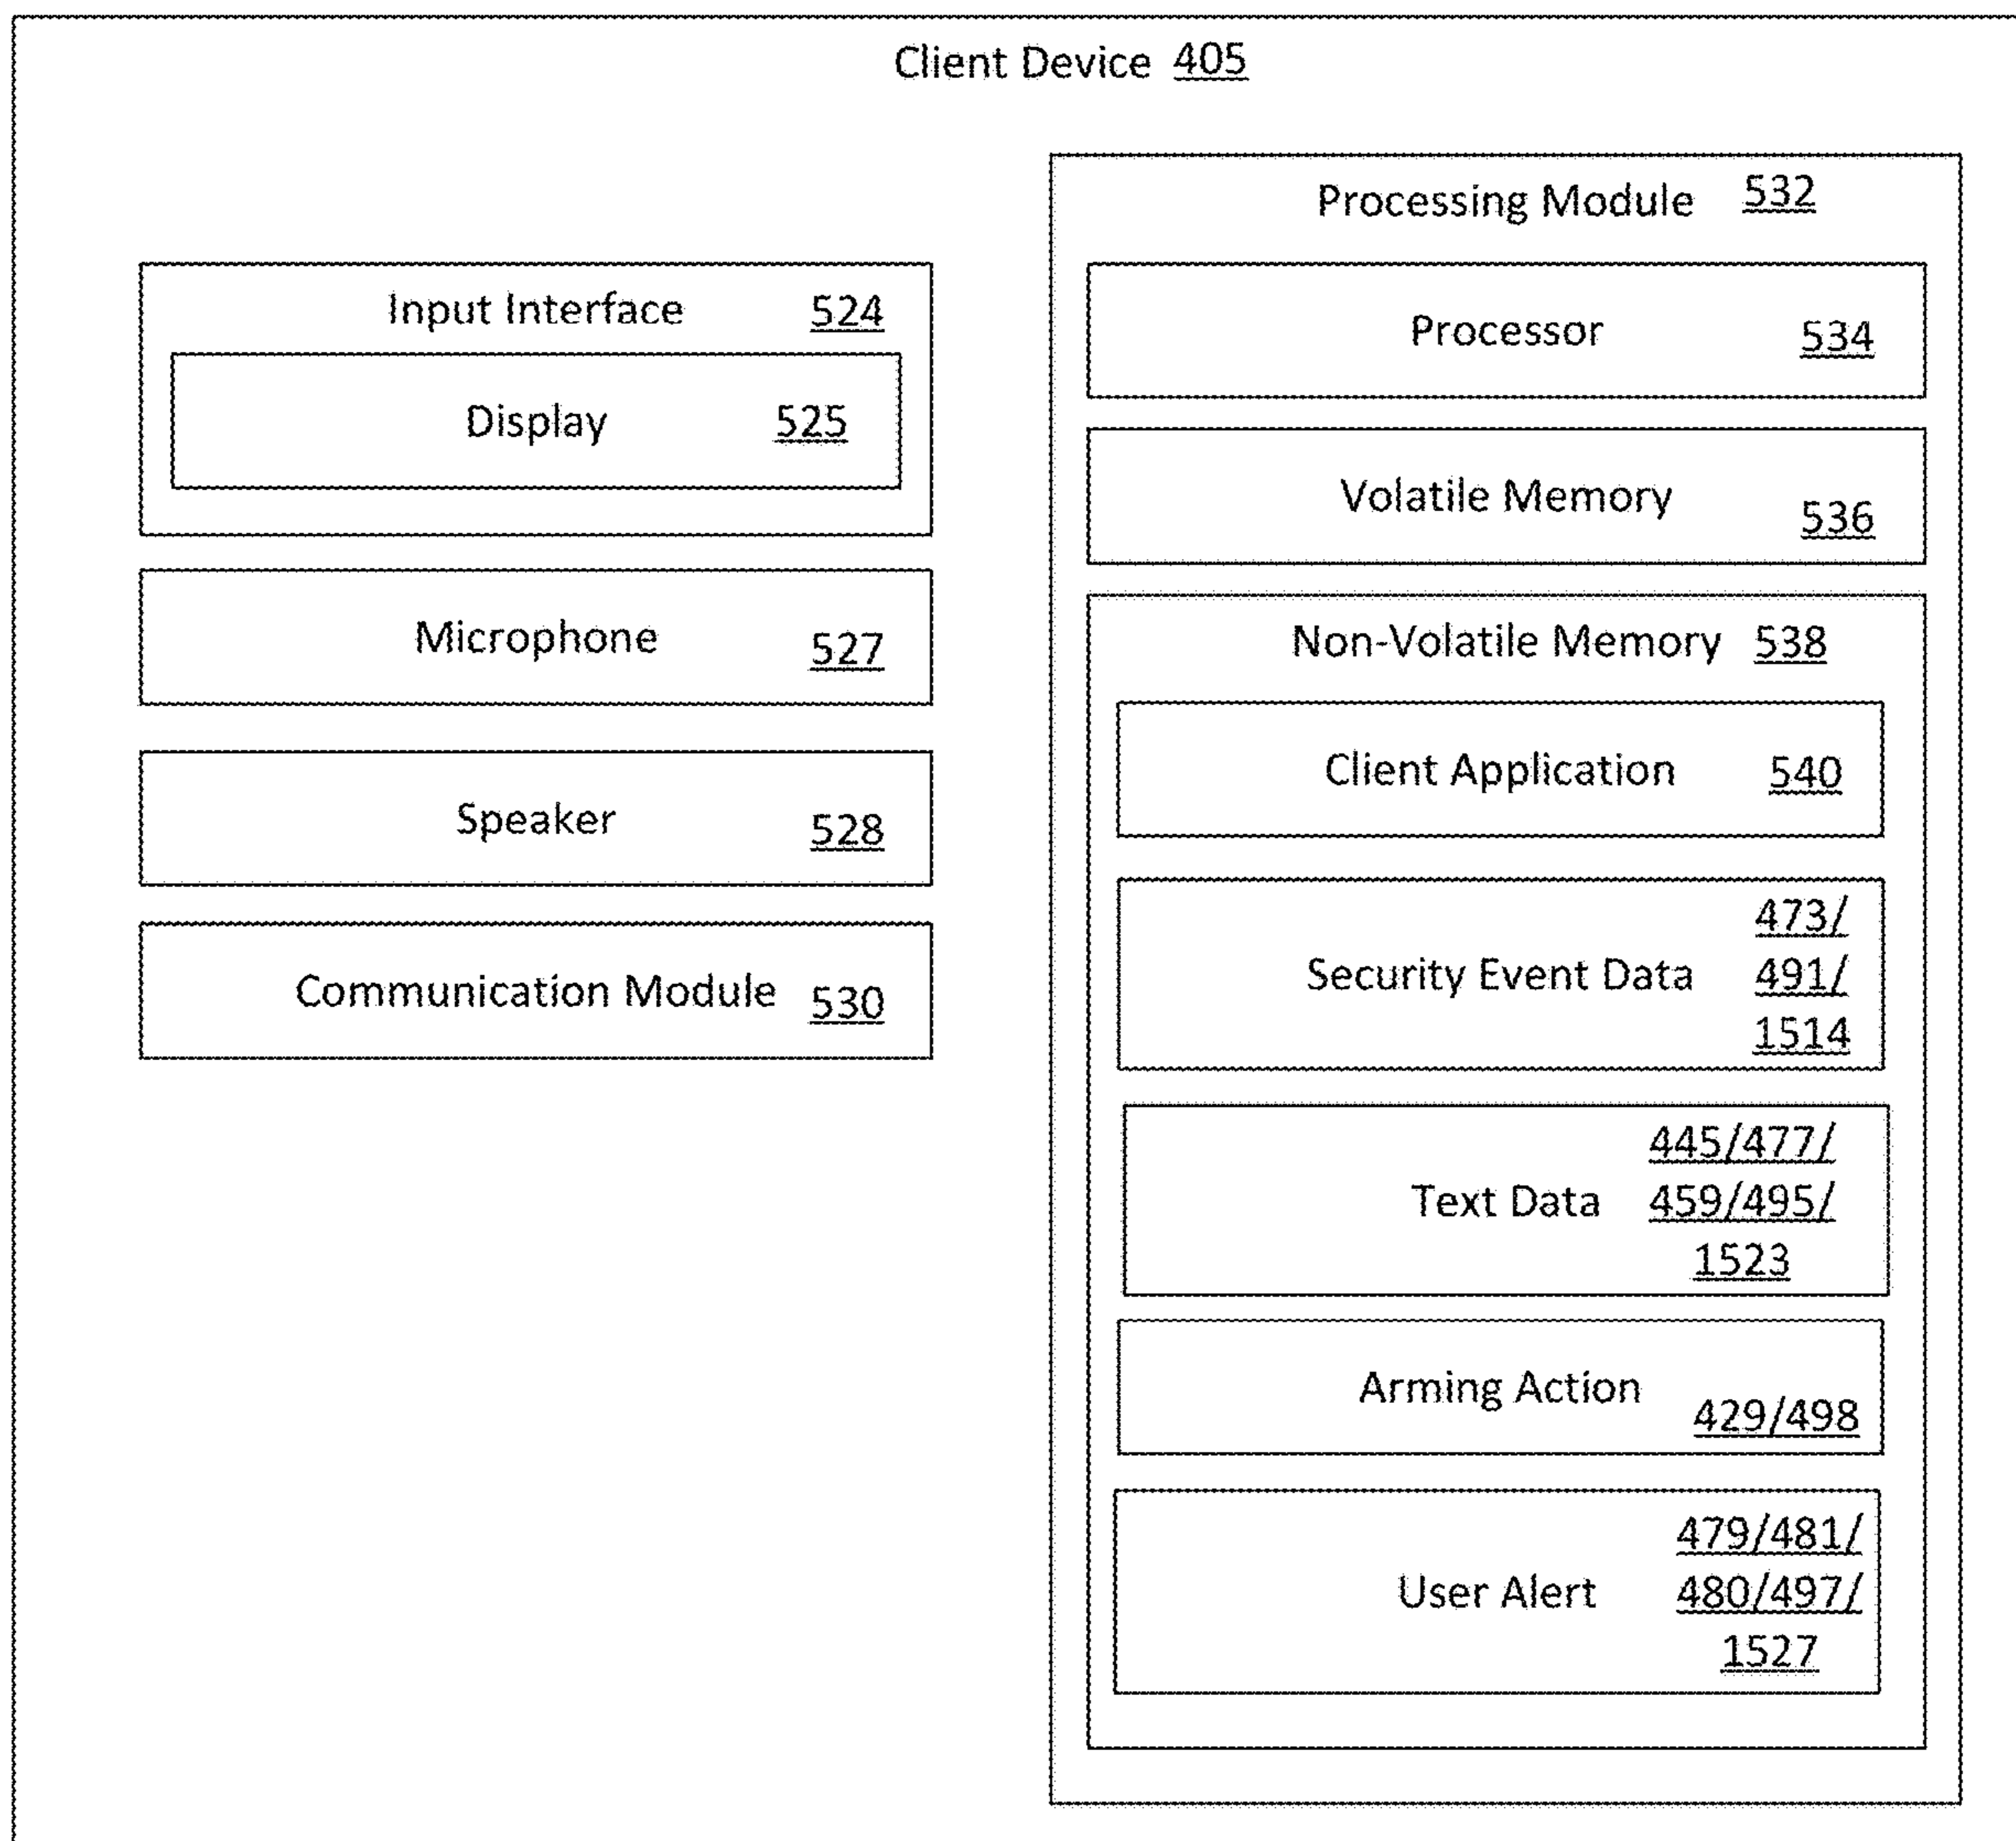 Client Device 405
Input Interface 524
Display 525
Microphone 527
Speaker 528
Communication Module 530
Processing Module 532
Processor 534
Volatile Memory 536
Non-Volatile Memory 538
Client Application 540
Security Event Data 473/
491/
1514
Text Data 445/477/
459/495/
1523
Arming Action 429/498
User Alert 479/481/
480/497/
1527